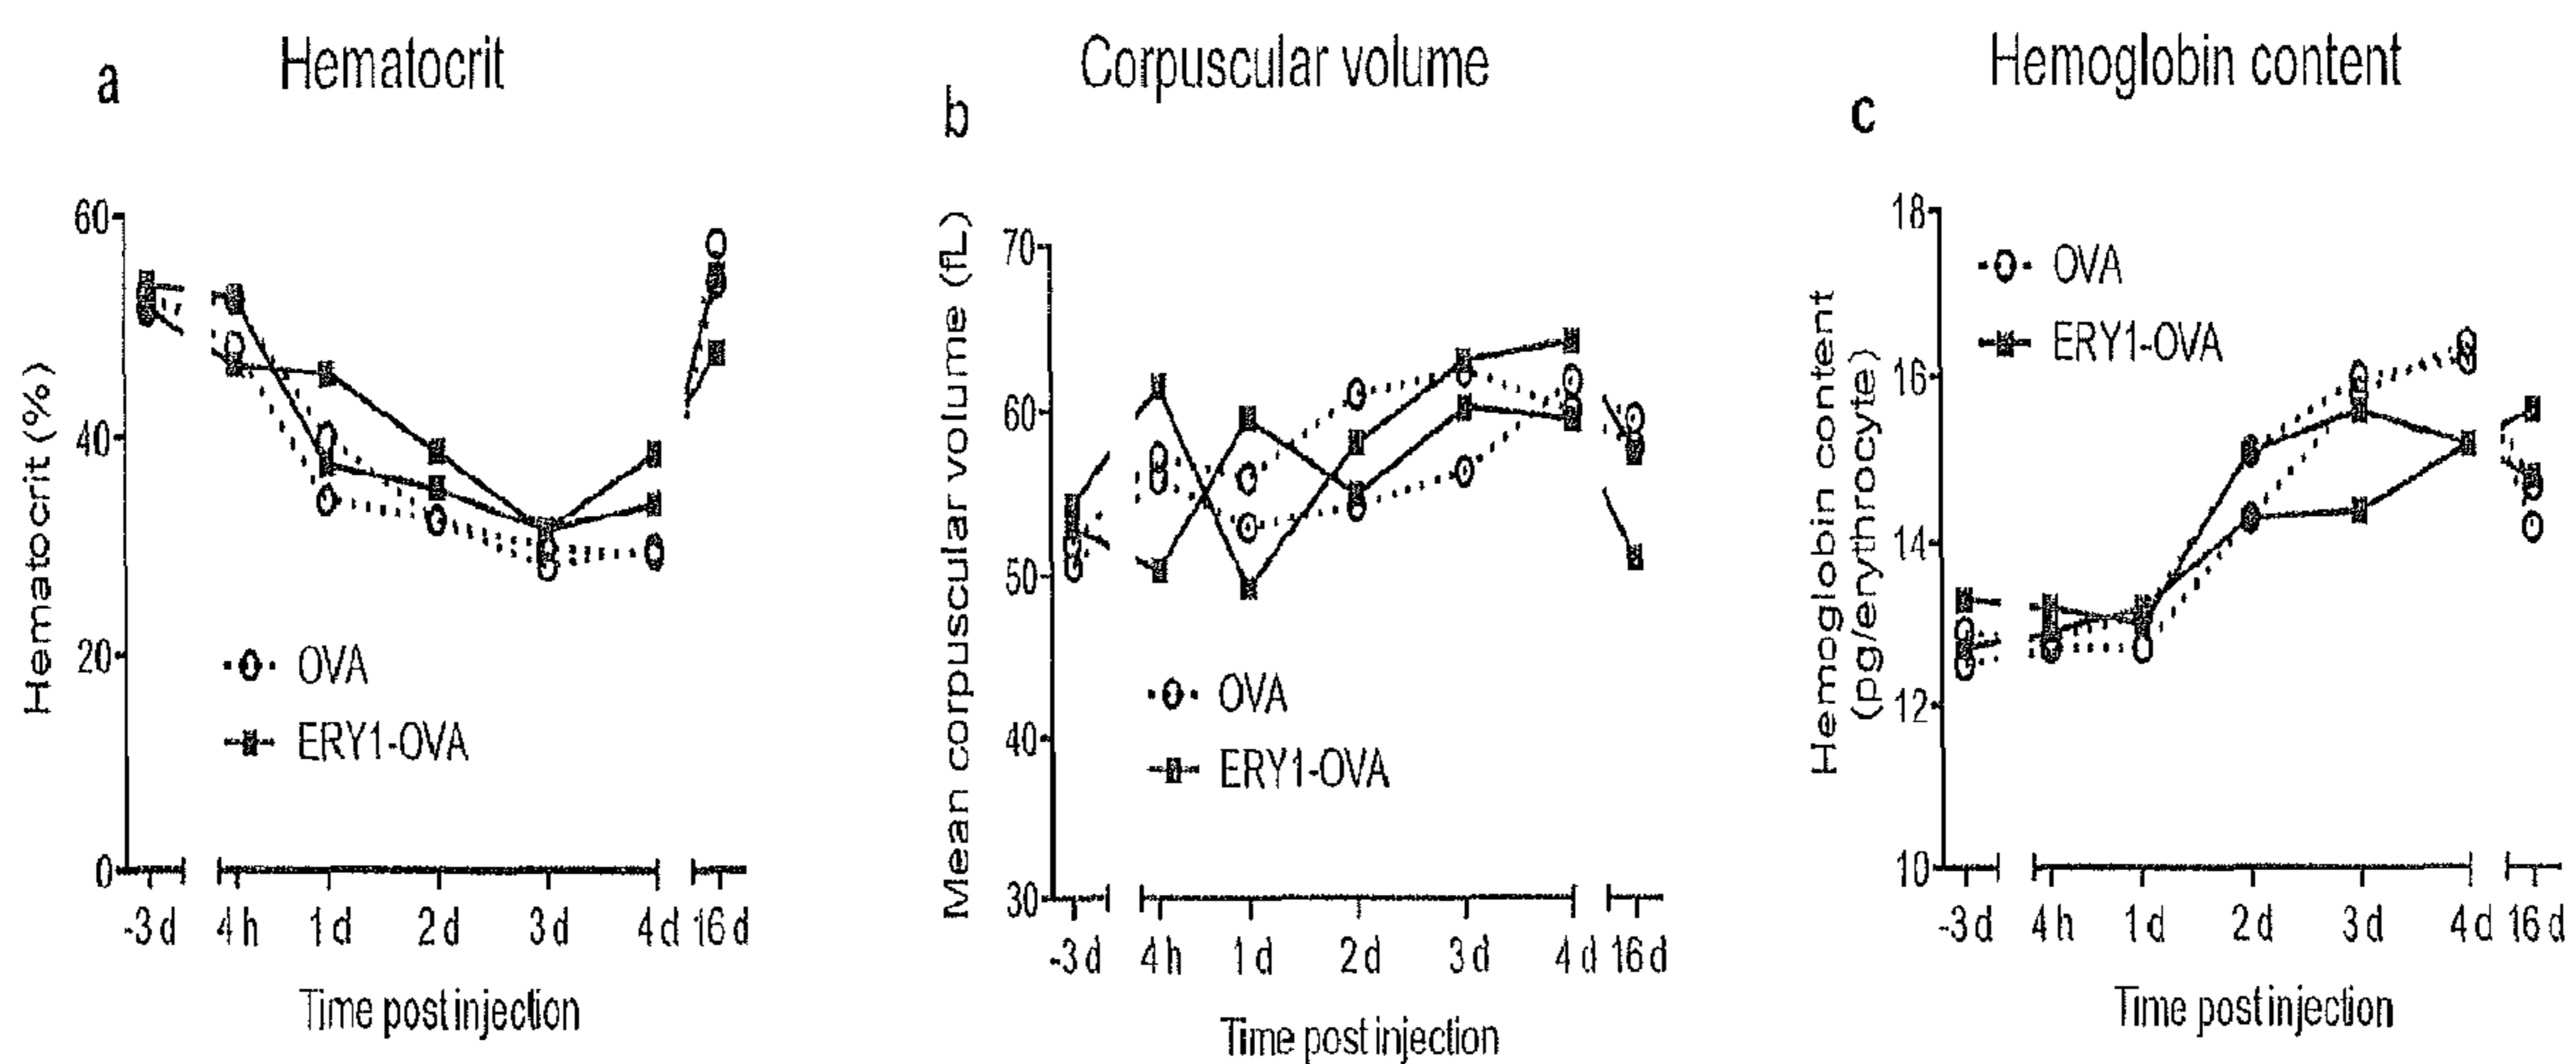 a
Hematocrit
Hematocrit (%)
60
40
20
0
OVA
ERY1-OVA
-3 d 4 h 1 d 2 d 3 d 4 d 16 d
Time post injection
b
Corpuscular volume
Mean corpuscular volume (fL)
70
60
50
40
30
OVA
ERY1-OVA
-3 d 4 h 1 d 2 d 3 d 4 d 16 d
Time post injection
c
Hemoglobin content
Hemoglobin content
(pg/erythrocyte)
18
16
14
12
10
OVA
ERY1-OVA
-3 d 4 h 1 d 2 d 3 d 4 d 16 d
Time post injection